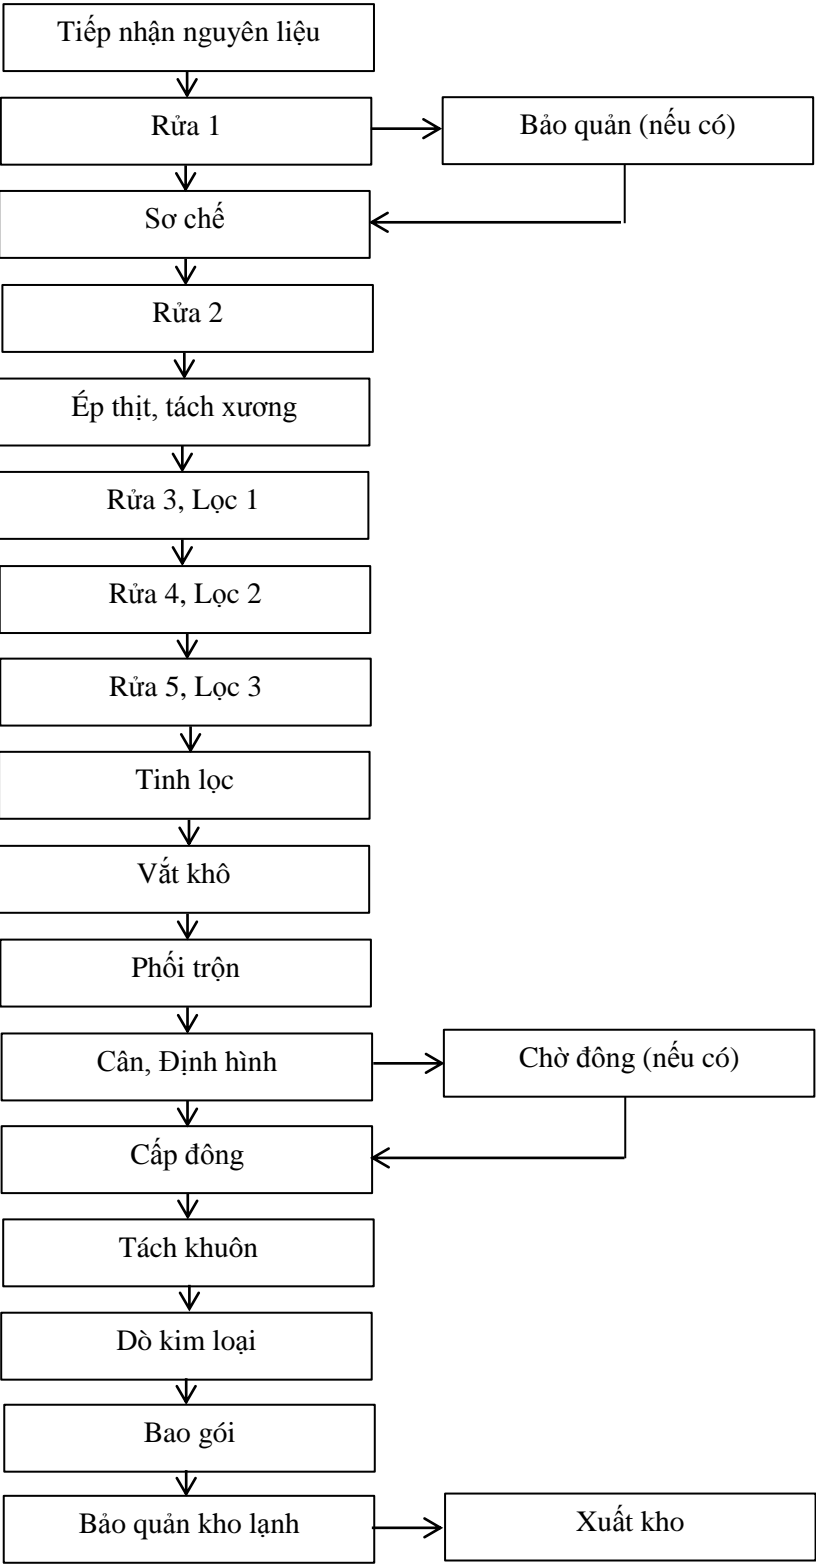 Tiếp nhận nguyên liệu
Rửa 1
Bảo quản (nếu có)
Sơ chế
Rửa 2
Ép thịt, tách xương
Rửa 3, Lọc 1
Rửa 4, Lọc 2
Rửa 5, Lọc 3
Tinh lọc
Vắt khô
Phối trộn
Cân, Định hình
Chờ đông (nếu có)
Cấp đông
Tách khuôn
Dò kim loại
Bao gói
Bảo quản kho lạnh
Xuất kho